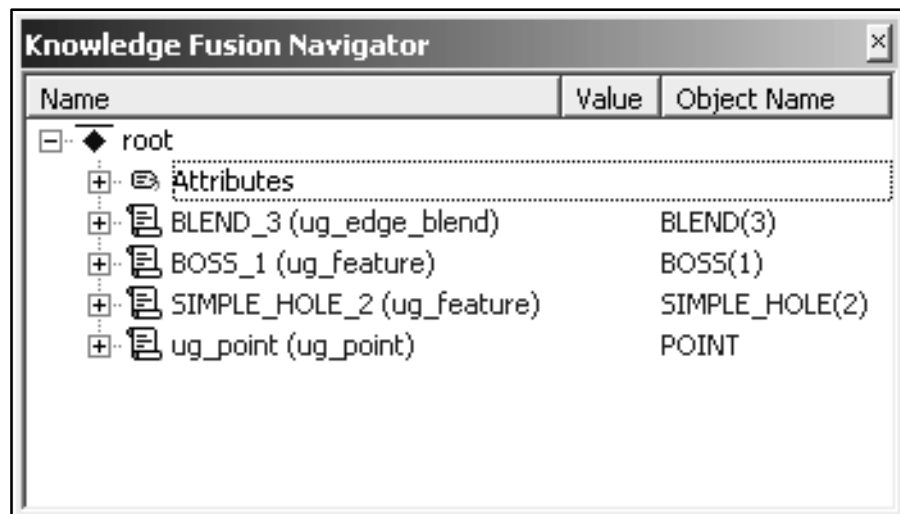 Knowledge Fusion Navigator
Name Value Object Name
root
Attributes
BLEND_3 (ug_edge_blend) BLEND(3)
BOSS_1 (ug_feature) BOSS(1)
SIMPLE_HOLE_2 (ug_feature) SIMPLE_HOLE(2)
ug_point (ug_point) POINT